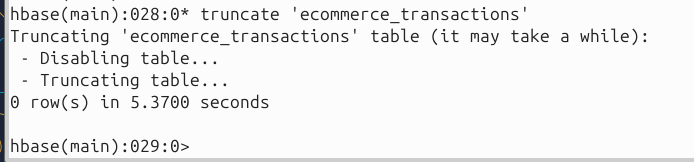 hbase(main):028:0* truncate 'ecommerce_transactions'
Truncating 'ecommerce_transactions' table (it may take a while):
 - Disabling table...
 - Truncating table...
0 row(s) in 5.3700 seconds

hbase(main):029:0>